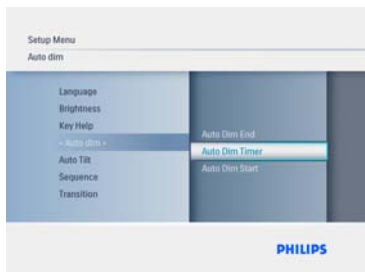 Setup Menu
Auto dim
Language
Brightness
Key Help
< Auto dim >
Auto Tilt
Sequence
Transition
Auto Dim End
Auto Dim Timer
Auto Dim Start
PHILIPS